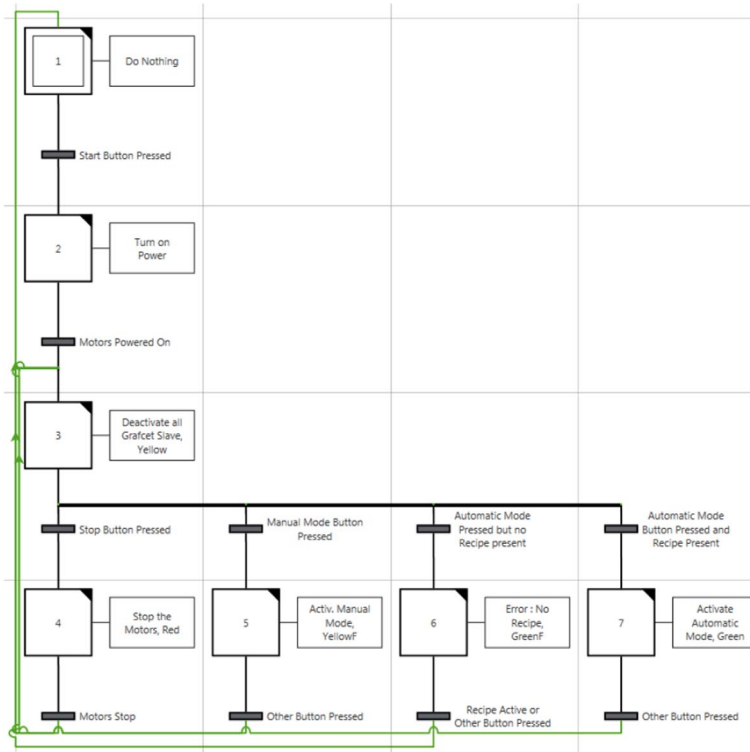 1
Do Nothing
Start Button Pressed
2
Turn on
Power
Motors Powered On
3
Deactivate all
Grafcet Slave,
Yellow
Stop Button Pressed
Manual Mode Button
Pressed
Automatic Mode
Pressed but no
Recipe present
Automatic Mode
Button Pressed and
Recipe Present
4
Stop the
Motors, Red
5
Activ. Manual
Mode,
YellowF
6
Error : No
Recipe,
GreenF
7
Activate
Automatic
Mode, Green
Motors Stop
Other Button Pressed
Recipe Active or
Other Button Pressed
Other Button Pressed